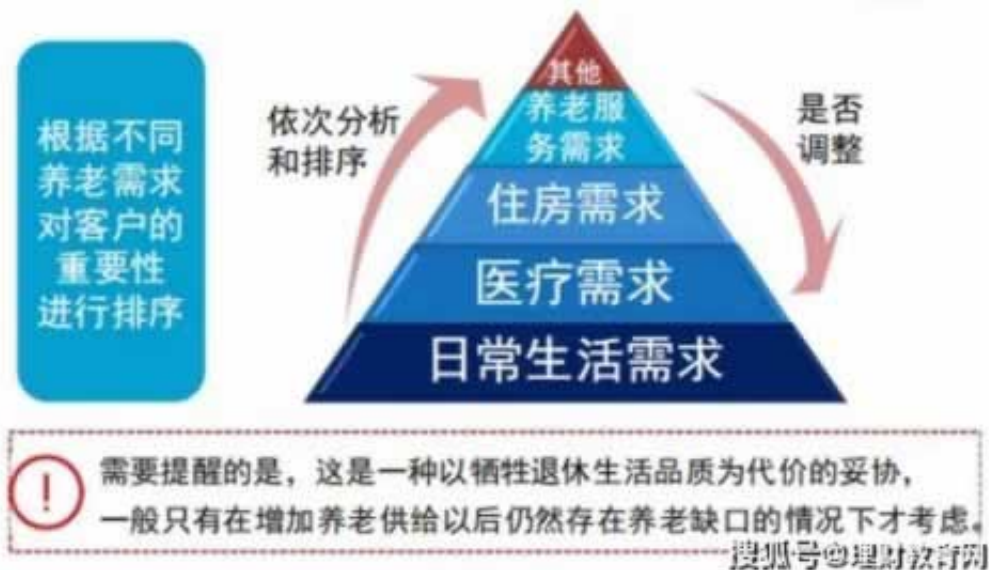 根据不同
养老需求
对客户的
重要性
进行排序
依次分析
和排序
其他
养老服
务需求
住房需求
医疗需求
日常生活需求
是否
调整
!
需要提醒的是，这是一种以牺牲退休生活品质为代价的妥协，
一般只有在增加养老供给以后仍然存在养老缺口的情况下才考虑。
搜狐号@理财教育网